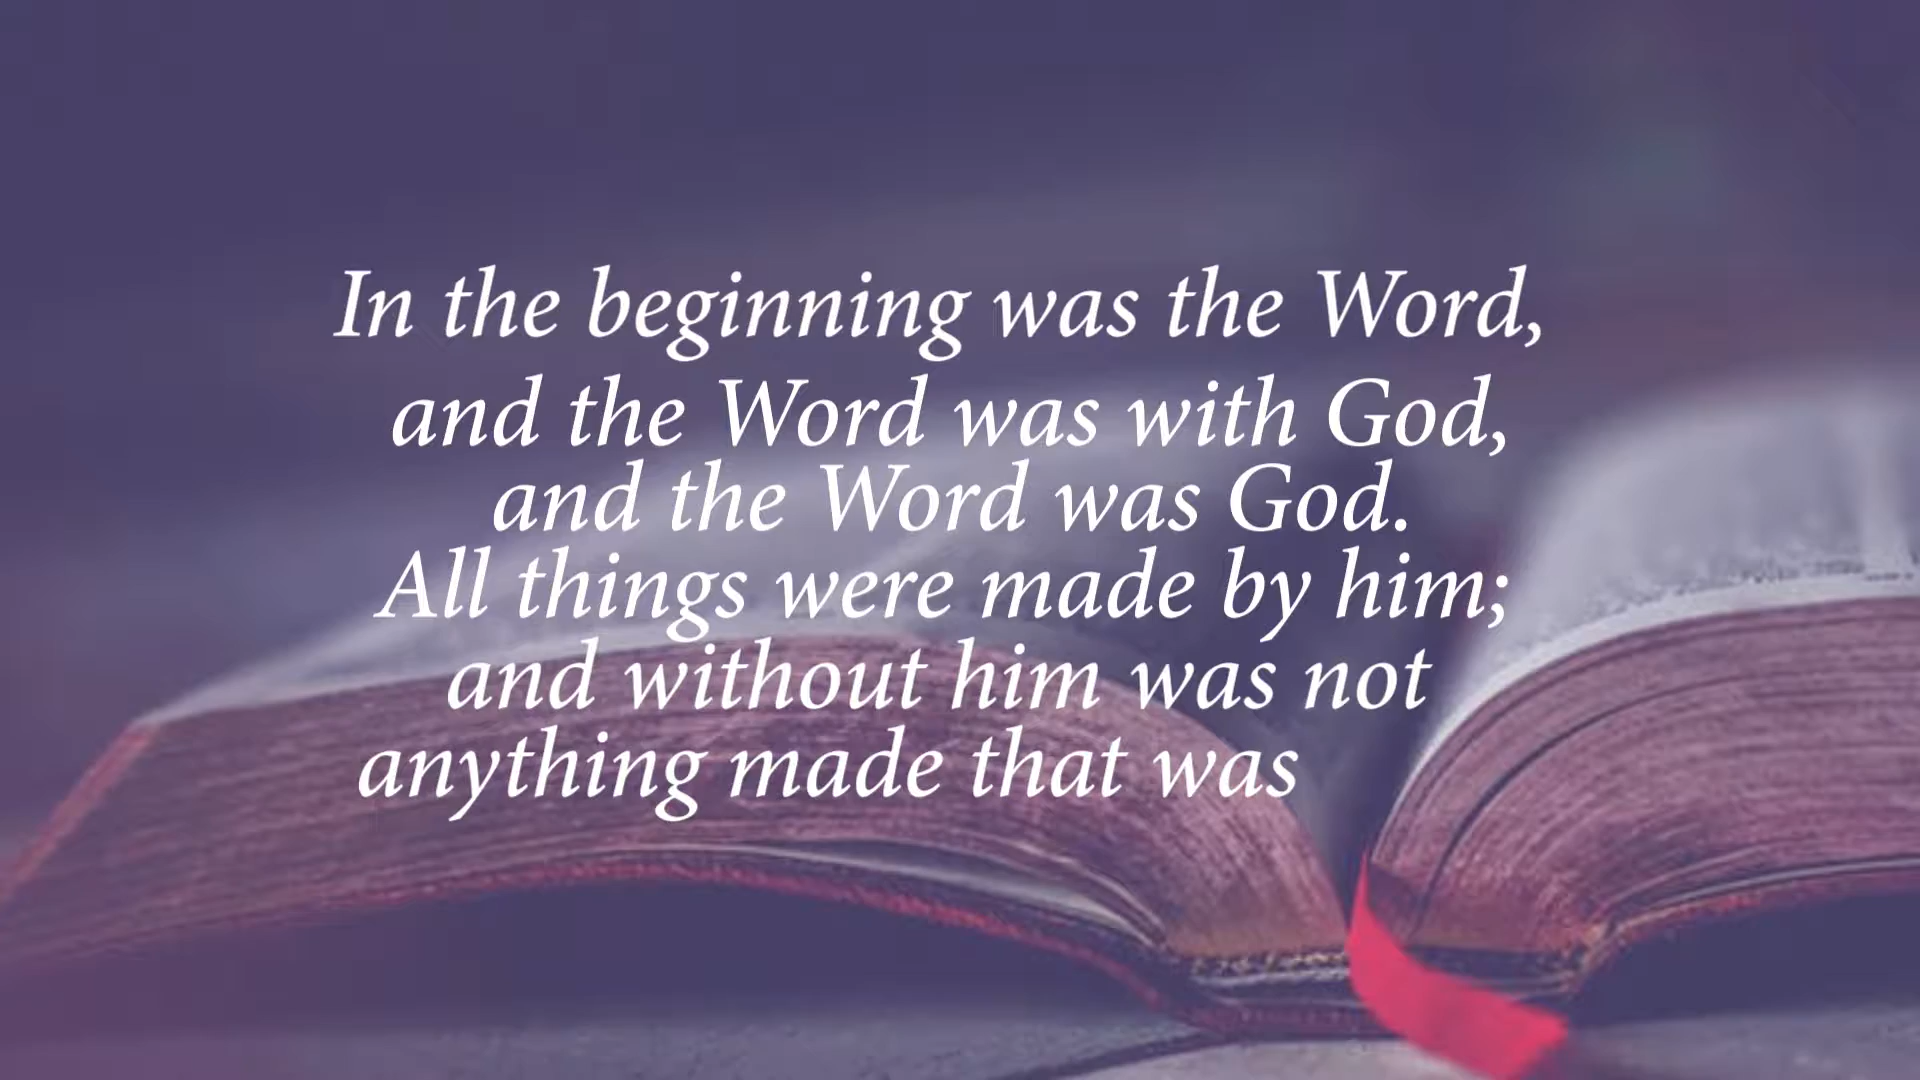 In the beginning was the Word,
and the Word was with God,
and the Word was God.
All things were made by him;
and without him was not
anything made that was